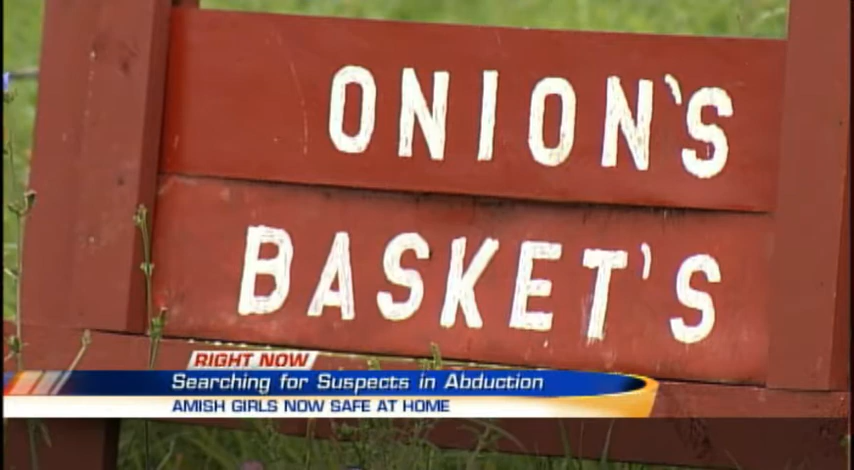 ONION'S
BASKET'S
RIGHT NOW
Searching for Suspects in Abduction
AMISH GIRLS NOW SAFE AT HOME